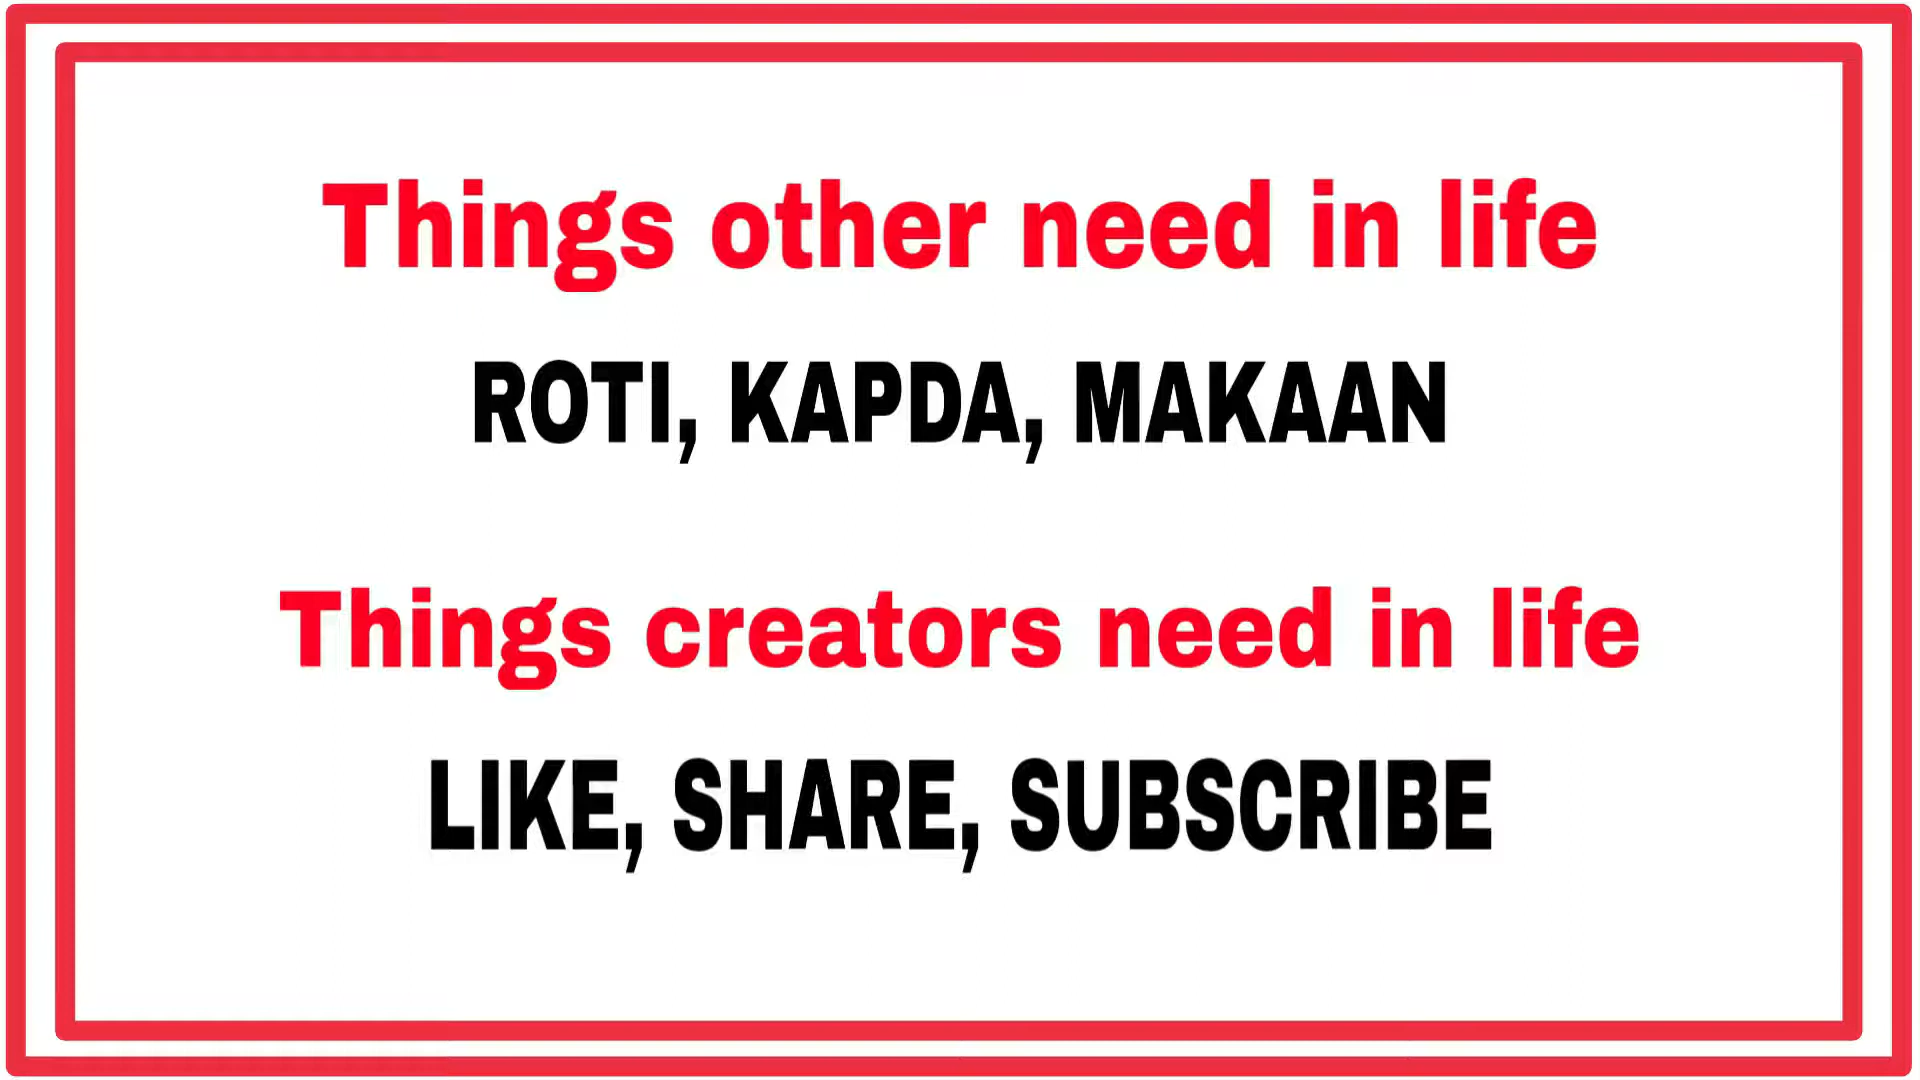 Things other need in life
ROTI, KAPDA, MAKAAN
Things creators need in life
LIKE, SHARE, SUBSCRIBE